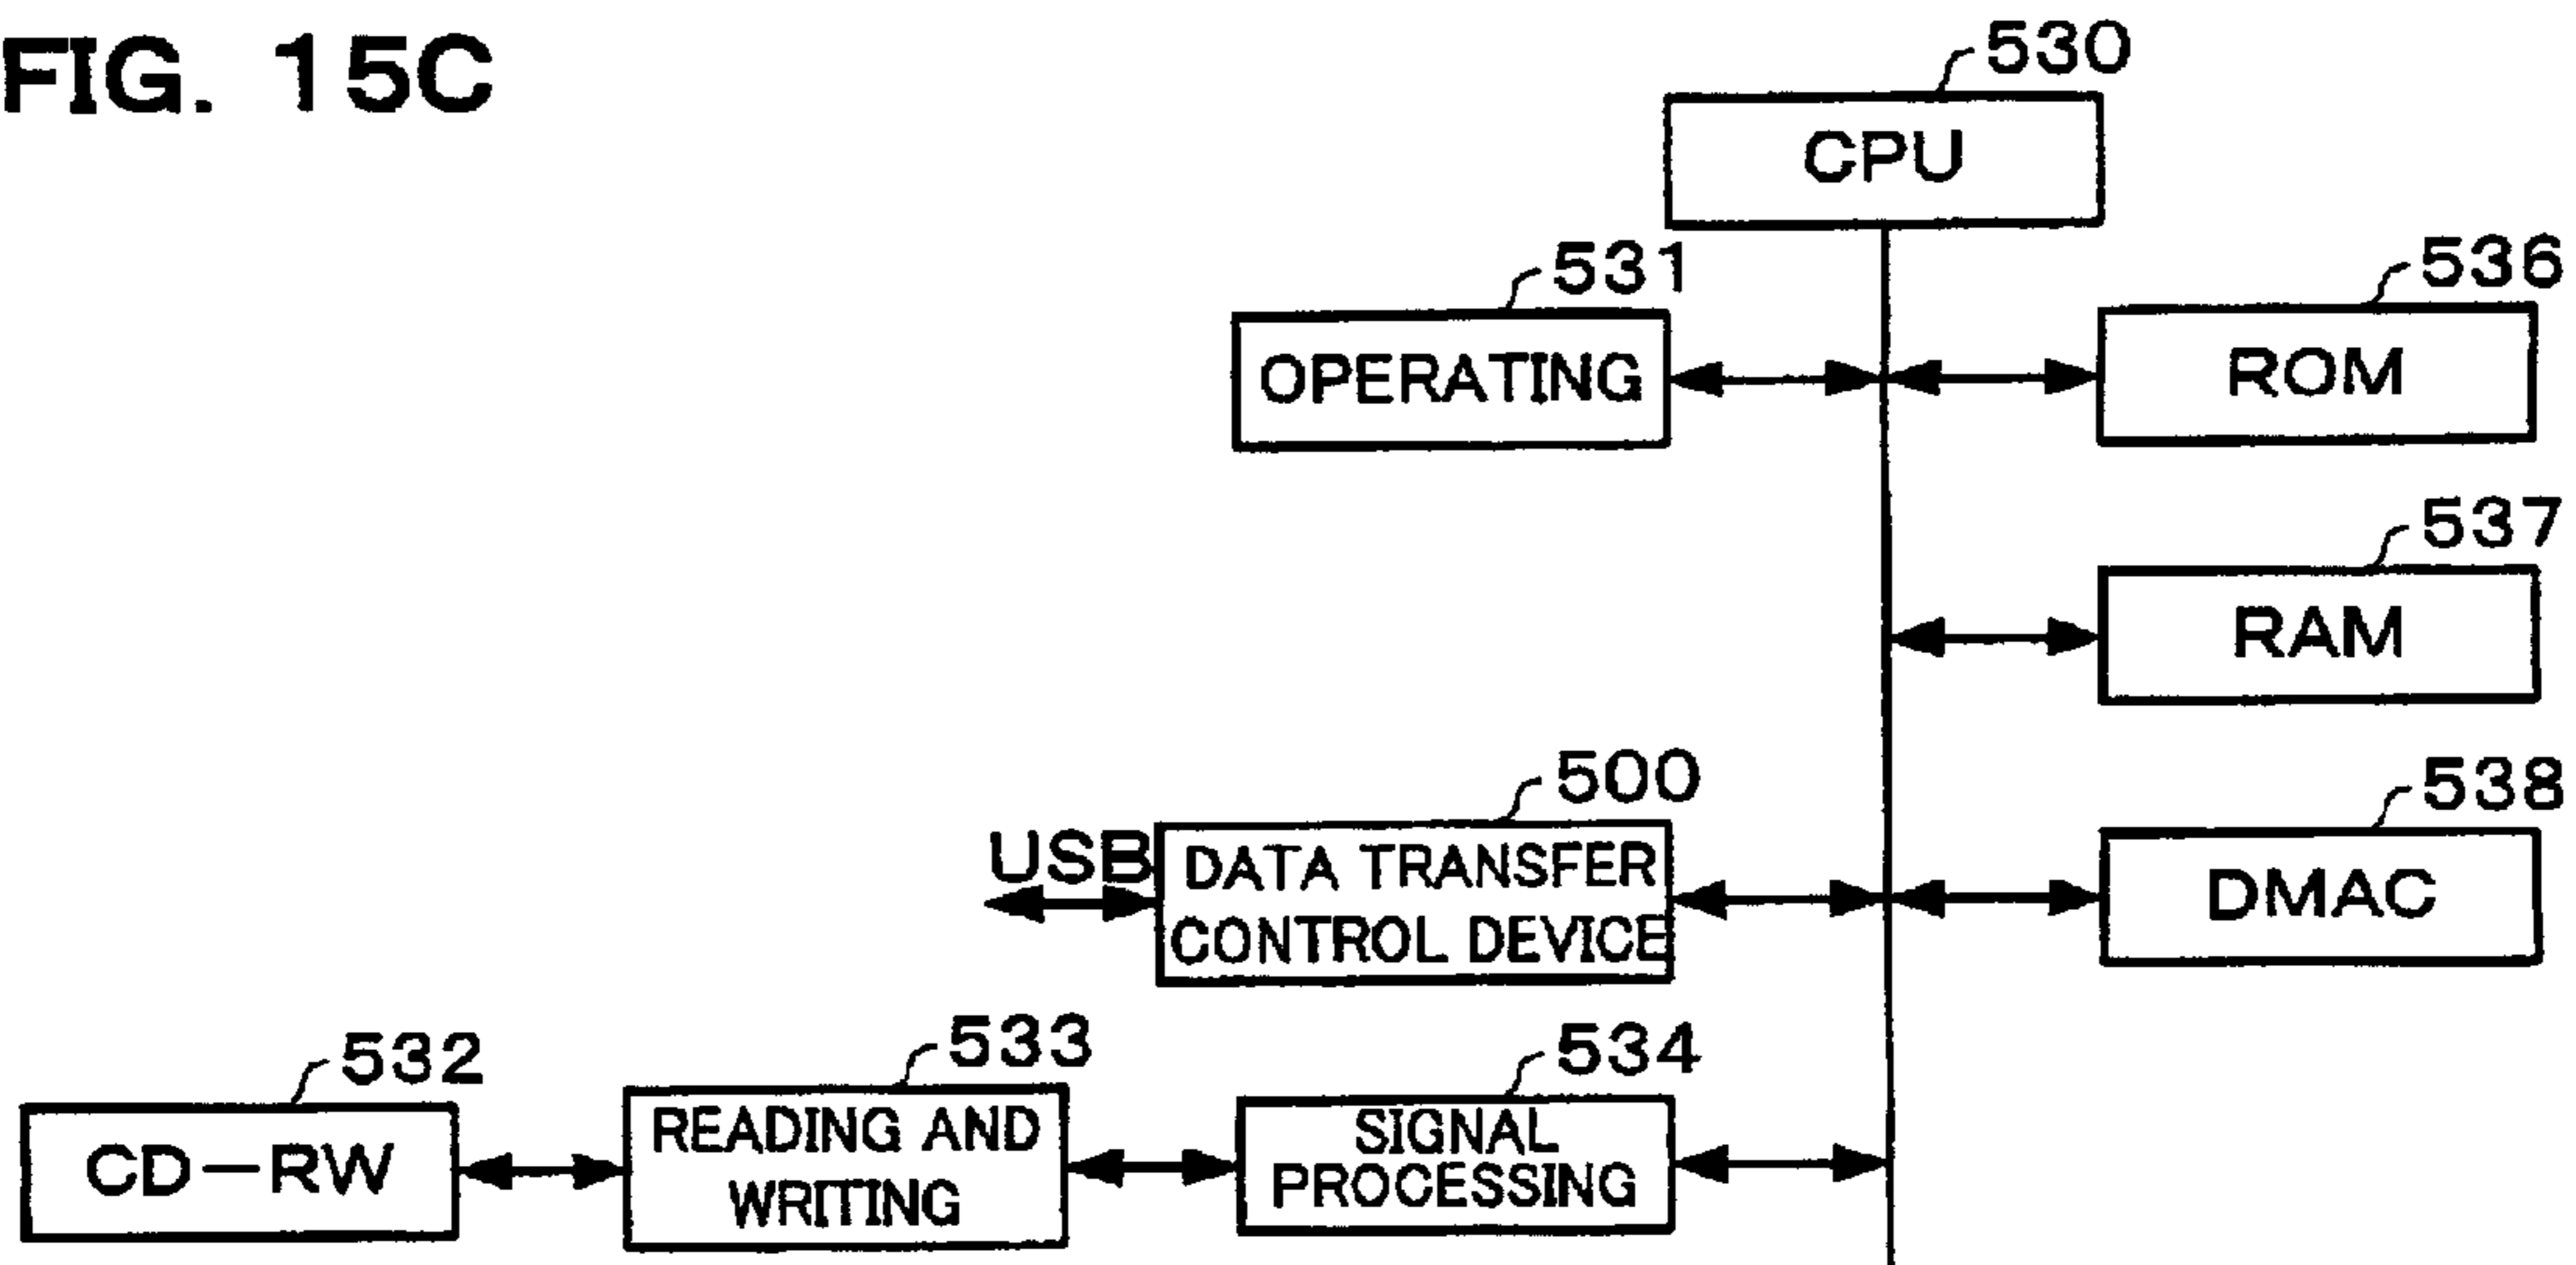 FIG. 15C
530
CPU
531
OPERATING
536
ROM
537
RAM
500
USB
DATA TRANSFER
CONTROL DEVICE
538
DMAC
532
CD-RW
533
READING AND
WRITING
534
SIGNAL
PROCESSING